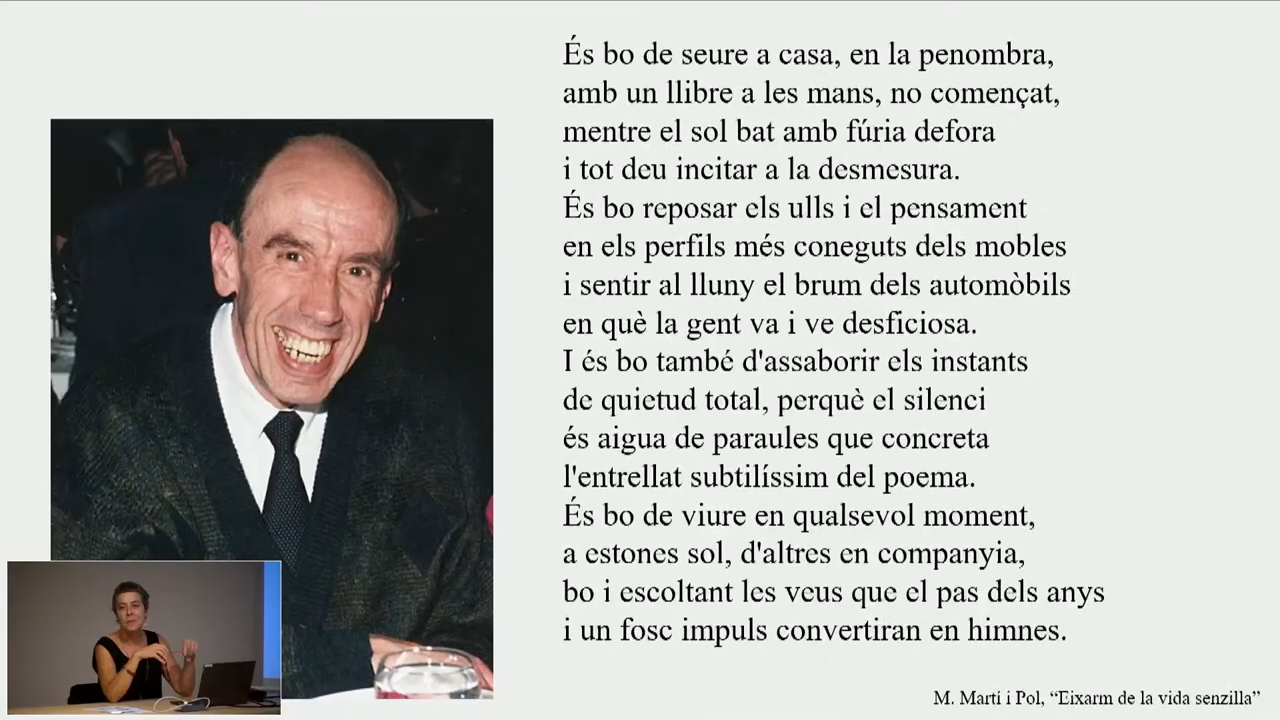 És bo de seure a casa, en la penombra,
amb un llibre a les mans, no començat,
mentre el sol bat amb fúria defora
i tot deu incitar a la desmesura.
És bo reposar els ulls i el pensament
en els perfils més coneguts dels mobles
i sentir al lluny el brum dels automòbils
en què la gent va i ve desficiosa.
I és bo també d'assaborir els instants
de quietud total, perquè el silenci
és aigua de paraules que concreta
l'entrellat subtilíssim del poema.
És bo de viure en qualsevol moment,
a estones sol, d'altres en companyia,
bo i escoltant les veus que el pas dels anys
i un fosc impuls convertiran en himnes.
M. Martí i Pol, “Eixarm de la vida senzilla”